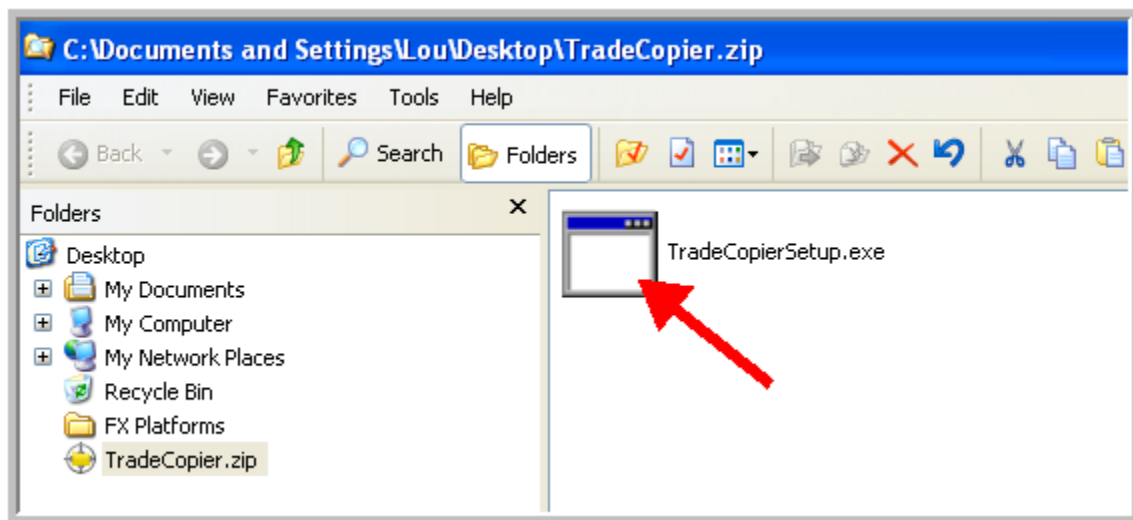 C:\Documents and Settings\Lou\Desktop\TradeCopier.zip
File Edit View Favorites Tools Help
Back Search Folders
Folders
Desktop
My Documents
My Computer
My Network Places
Recycle Bin
FX Platforms
TradeCopier.zip
TradeCopierSetup.exe